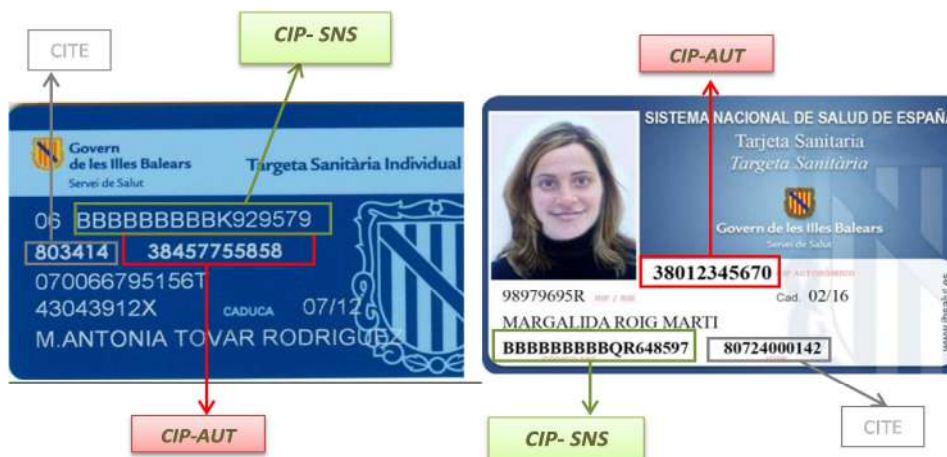 CITE
CIP- SNS
CIP-AUT
Govern
de les Illes Balears
Servei de Salut
Targeta Sanitària Individual
06 BBBBBBBBBK929579
803414 38457755858
070066795156T
43043912X CADUCA 07/12
M.ANTONIA TOVAR RODRIGUEZ
CIP-AUT
SISTEMA NACIONAL DE SALUD DE ESPAÑA
Tarjeta Sanitaria
Targeta Sanitària
Govern de les Illes Balears
Servei de Salut
38012345670
98979695R Cad. 02/16
MARGALIDA ROIG MARTI
BBBBBBBBBQR648597 80724000142
CIP- SNS
CITE